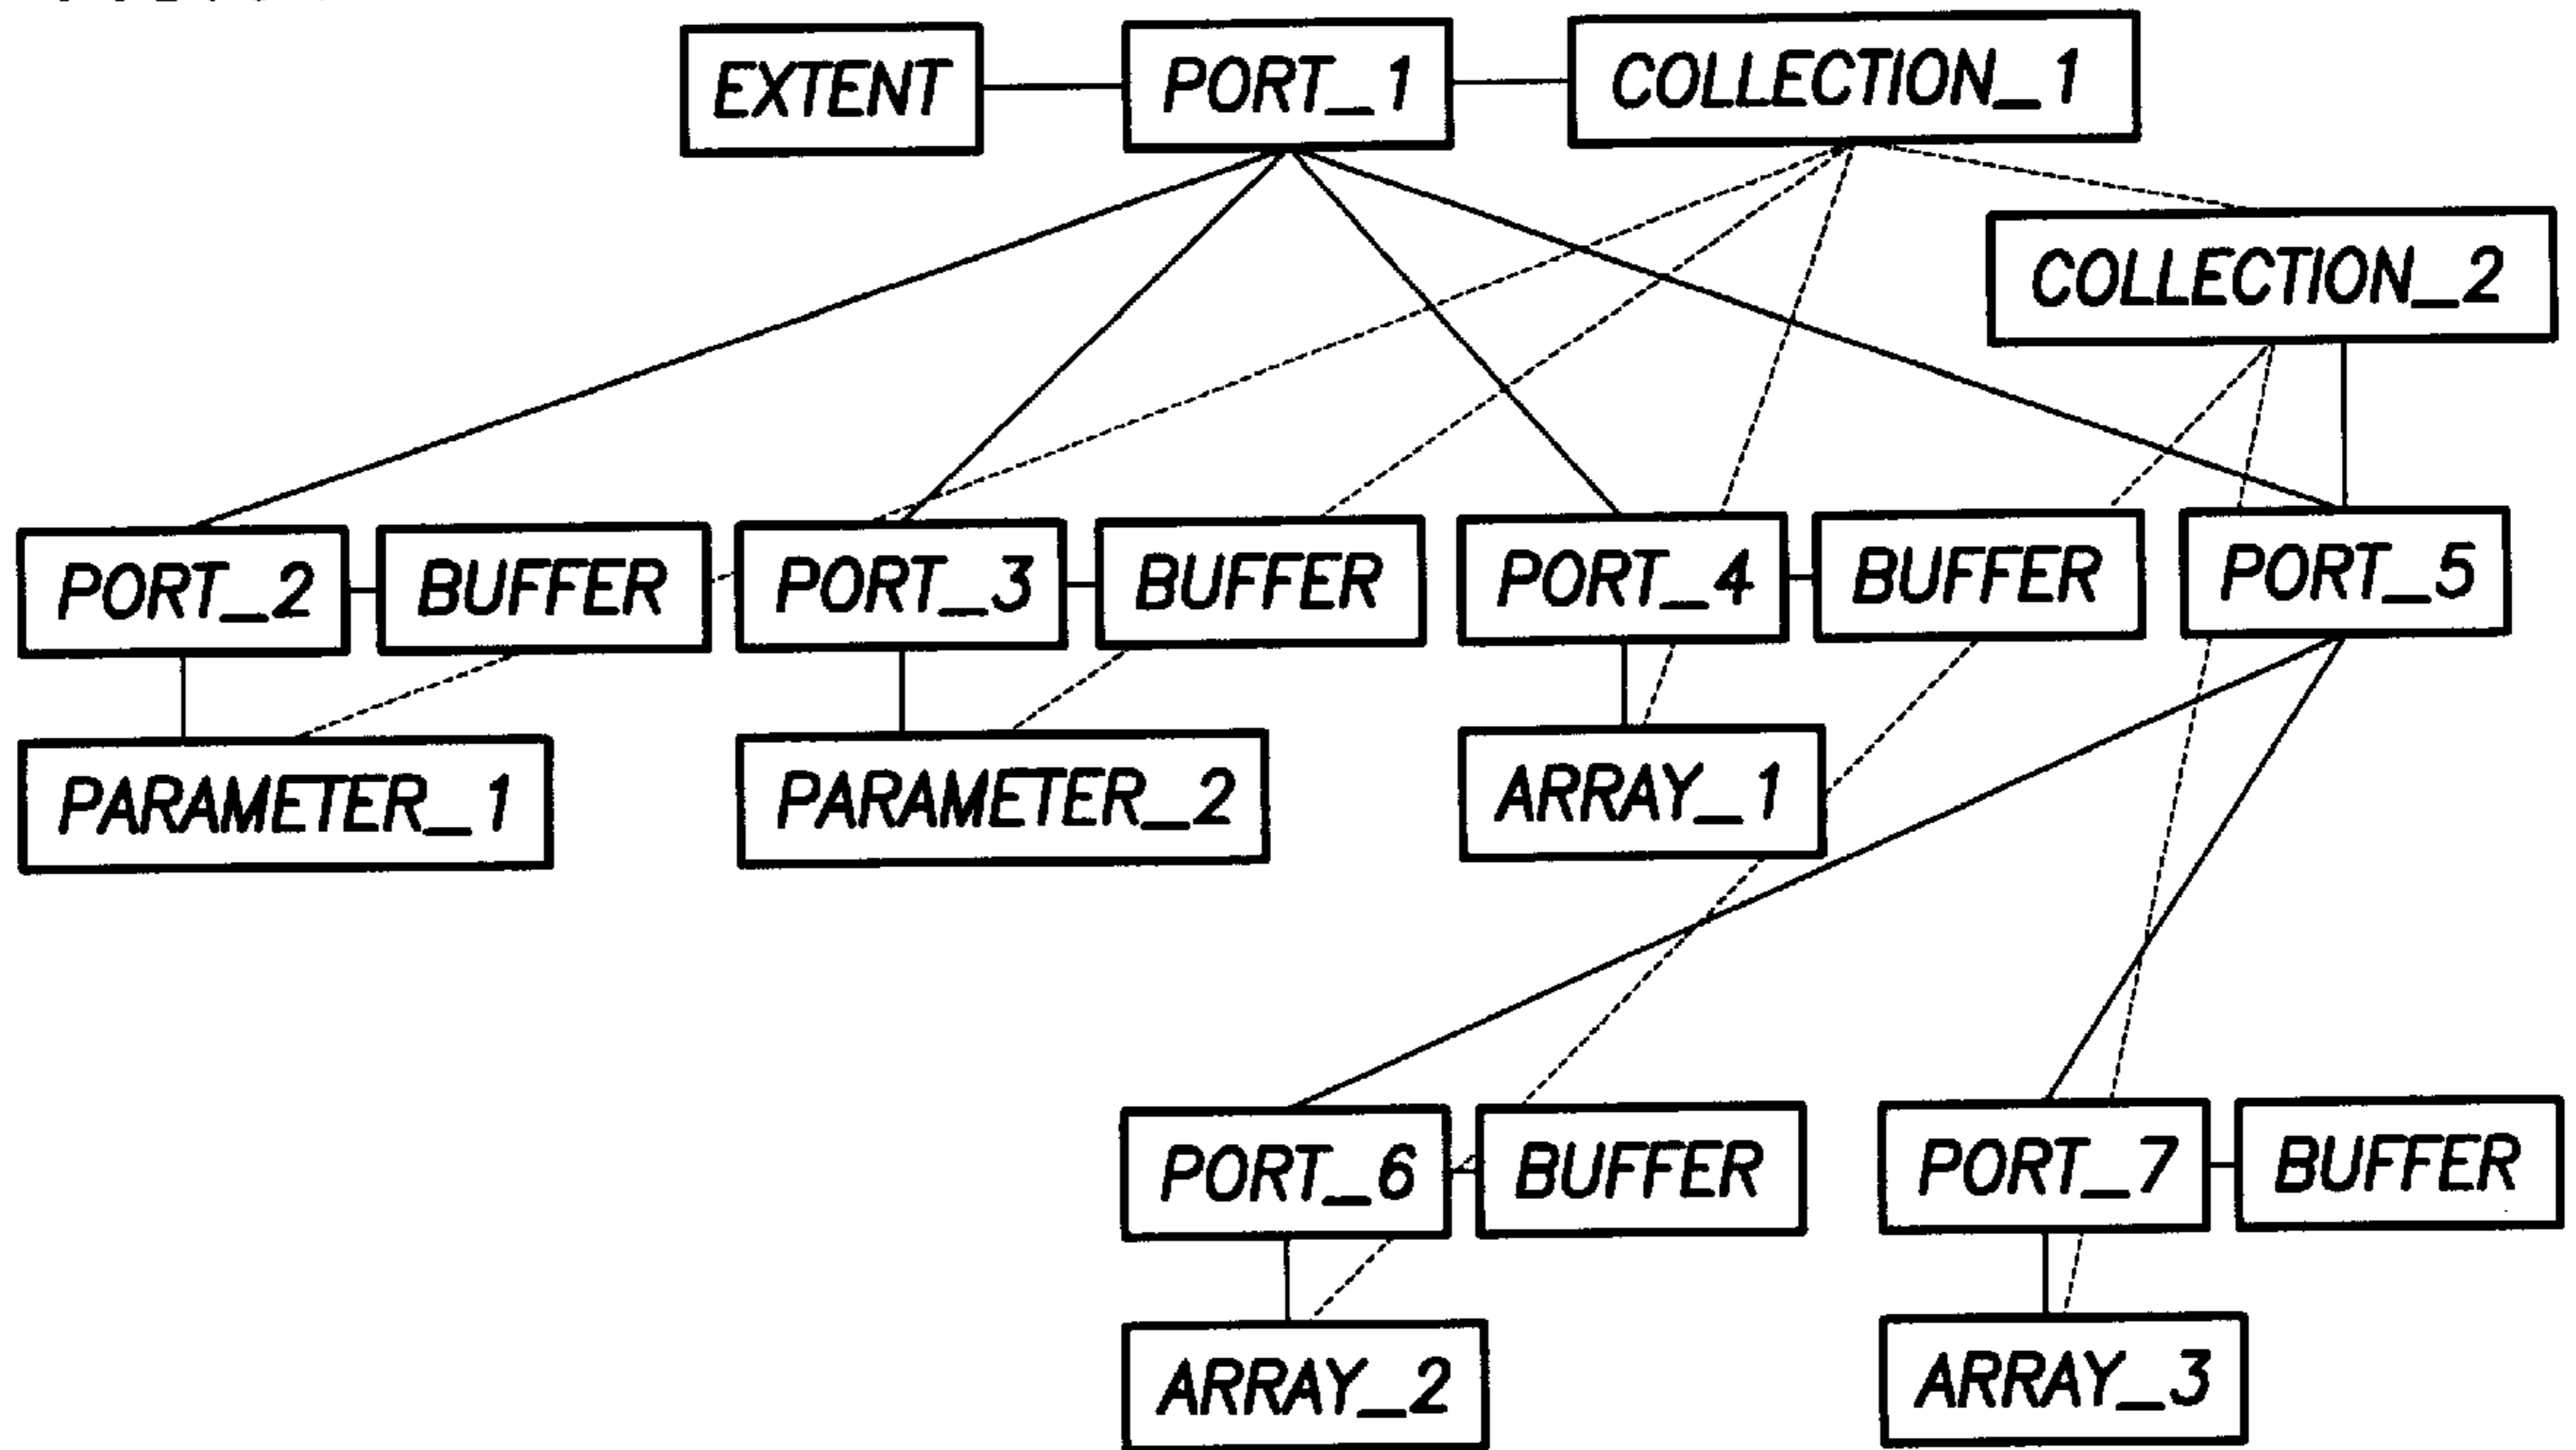 EXTENT
PORT_1
COLLECTION_1
COLLECTION_2
PORT_2
BUFFER
PORT_3
BUFFER
PORT_4
BUFFER
PORT_5
PARAMETER_1
PARAMETER_2
ARRAY_1
PORT_6
BUFFER
PORT_7
BUFFER
ARRAY_2
ARRAY_3